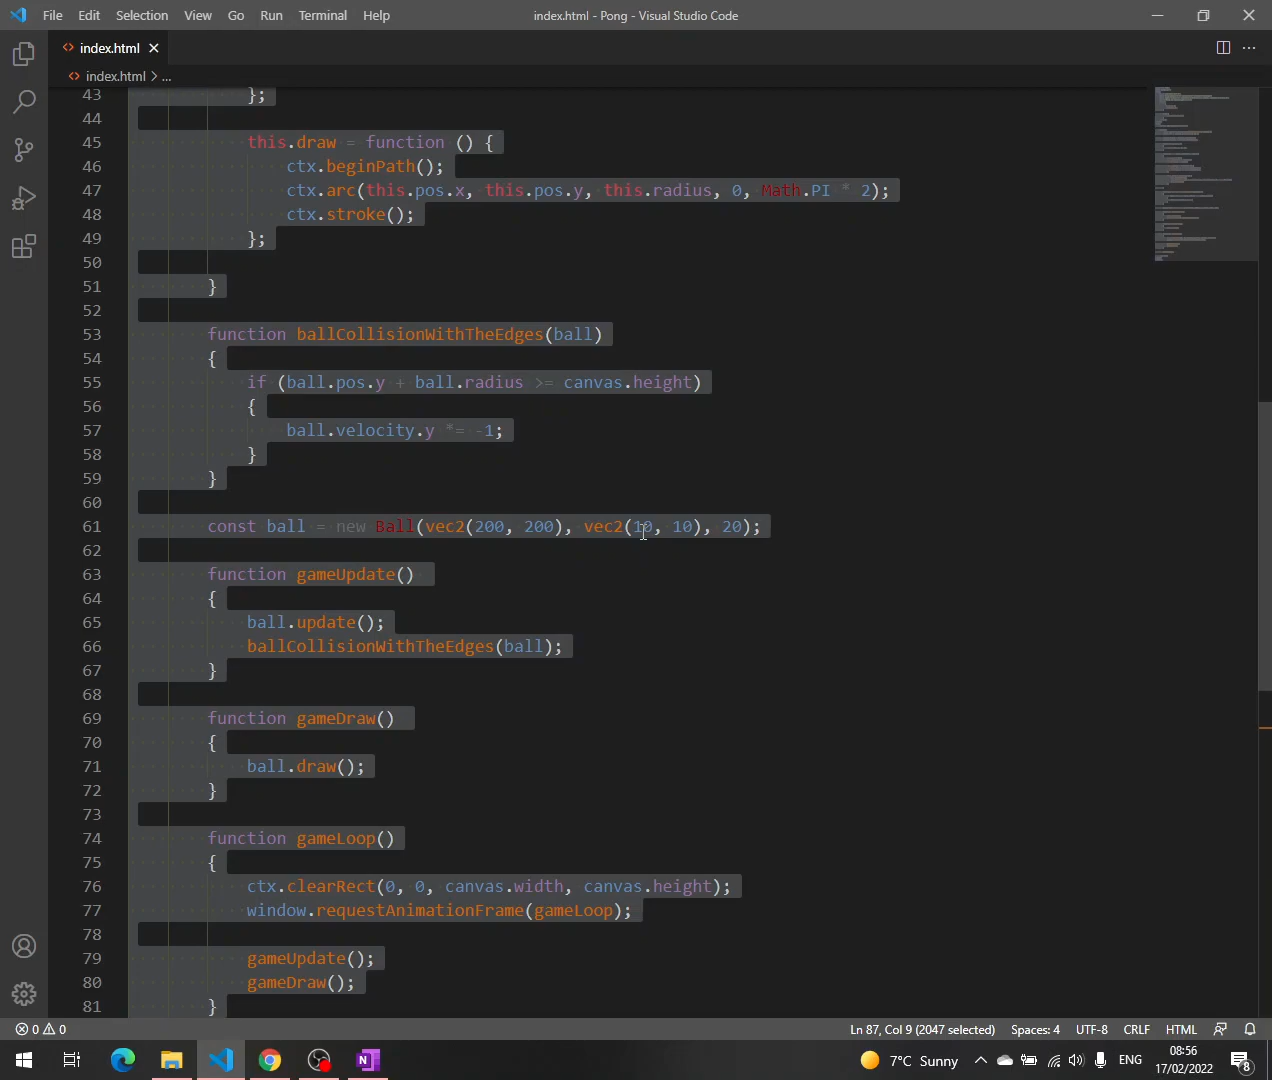 File Edit Selection View Go Run Terminal Help index.html - Pong - Visual Studio Code
index.html
index.html > ...
43 };
44
45 this.draw = function () {
46 ctx.beginPath();
47 ctx.arc(this.pos.x, this.pos.y, this.radius, 0, Math.PI * 2);
48 ctx.stroke();
49 };
50
51 }
52
53 function ballCollisionWithTheEdges(ball)
54 {
55 if (ball.pos.y + ball.radius >= canvas.height)
56 {
57 ball.velocity.y *= -1;
58 }
59 }
60
61 const ball = new Ball(vec2(200, 200), vec2(10, 10), 20);
62
63 function gameUpdate()
64 {
65 ball.update();
66 ballCollisionWithTheEdges(ball);
67 }
68
69 function gameDraw()
70 {
71 ball.draw();
72 }
73
74 function gameLoop()
75 {
76 ctx.clearRect(0, 0, canvas.width, canvas.height);
77 window.requestAnimationFrame(gameLoop);
78
79 gameUpdate();
80 gameDraw();
81 }
0 0 Ln 87, Col 9 (2047 selected) Spaces: 4 UTF-8 CRLF HTML
7°C Sunny ENG 08:56
17/02/2022 8